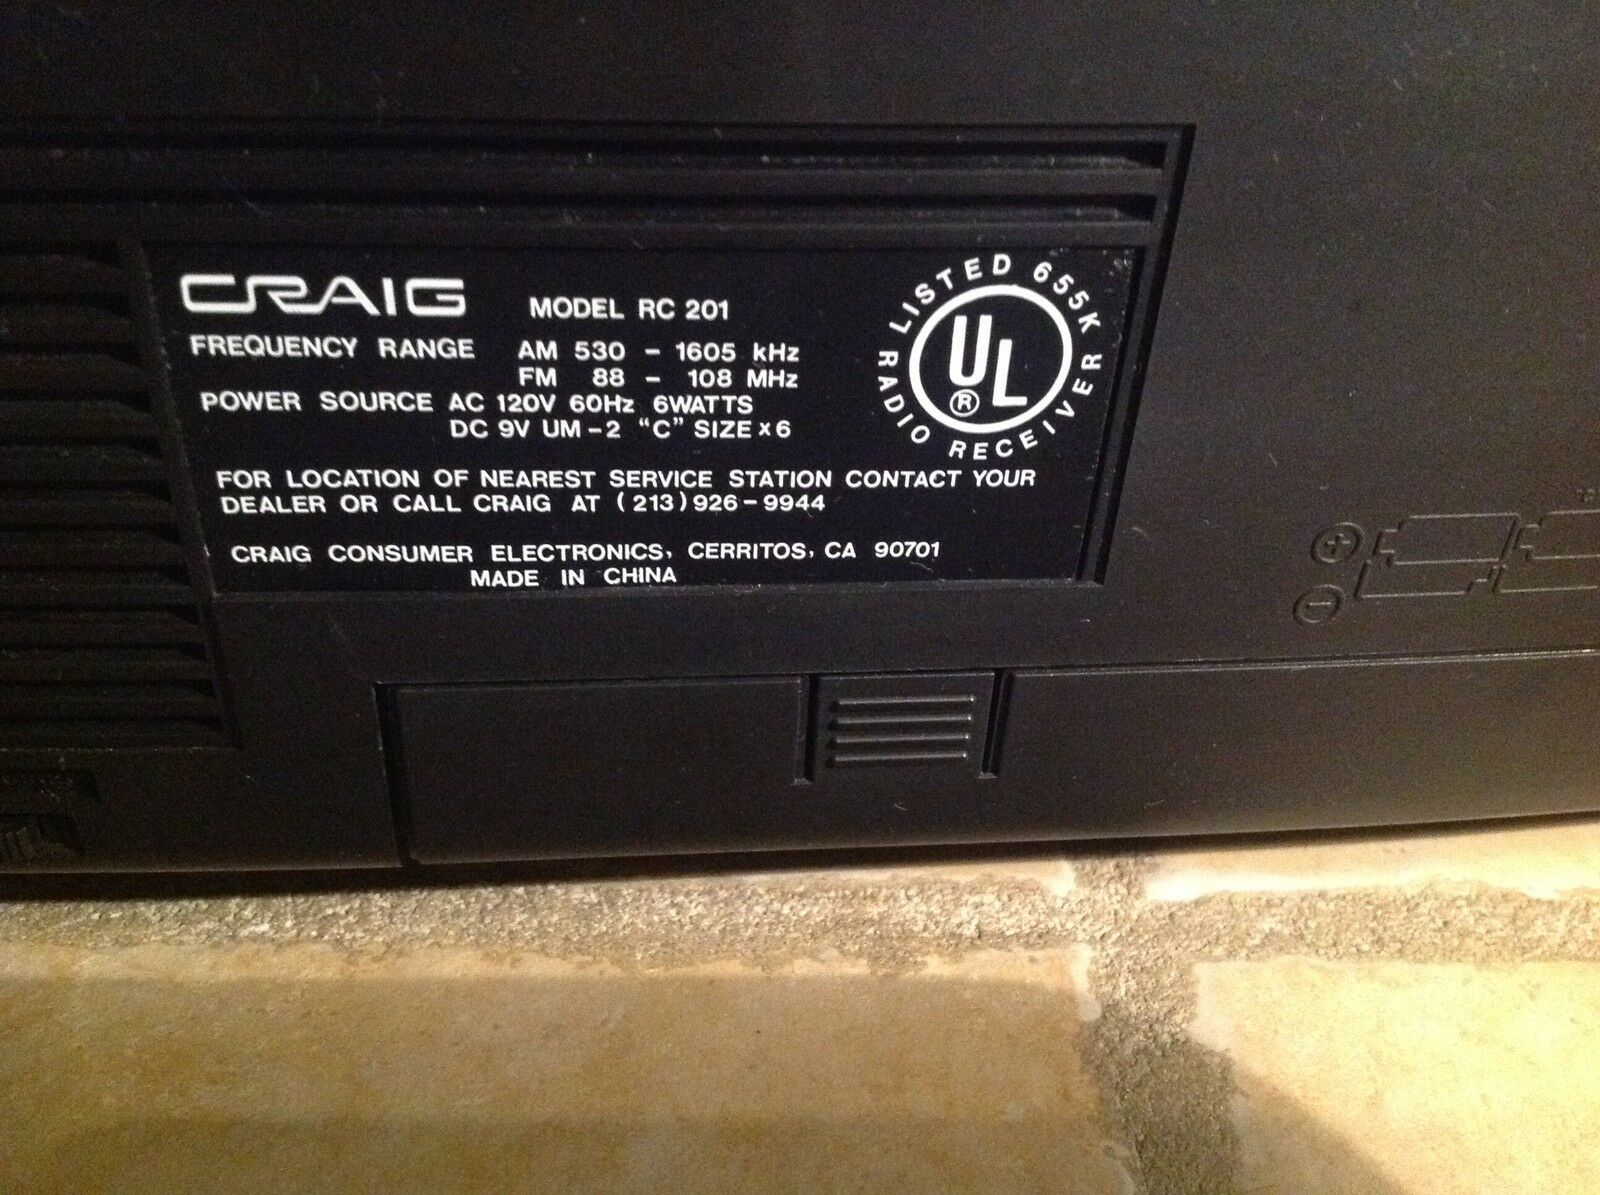 CRAIG
MODEL RC 201
FREQUENCY RANGE AM 530 - 1605 kHz
FM 88 - 108 MHz
POWER SOURCE AC 120V 60Hz 6WATTS
DC 9V UM-2 "C" SIZE x 6
LISTED 655K
UL
®
RADIO RECEIVER
FOR LOCATION OF NEAREST SERVICE STATION CONTACT YOUR
DEALER OR CALL CRAIG AT (213) 926-9944
CRAIG CONSUMER ELECTRONICS, CERRITOS, CA 90701
MADE IN CHINA
+
-